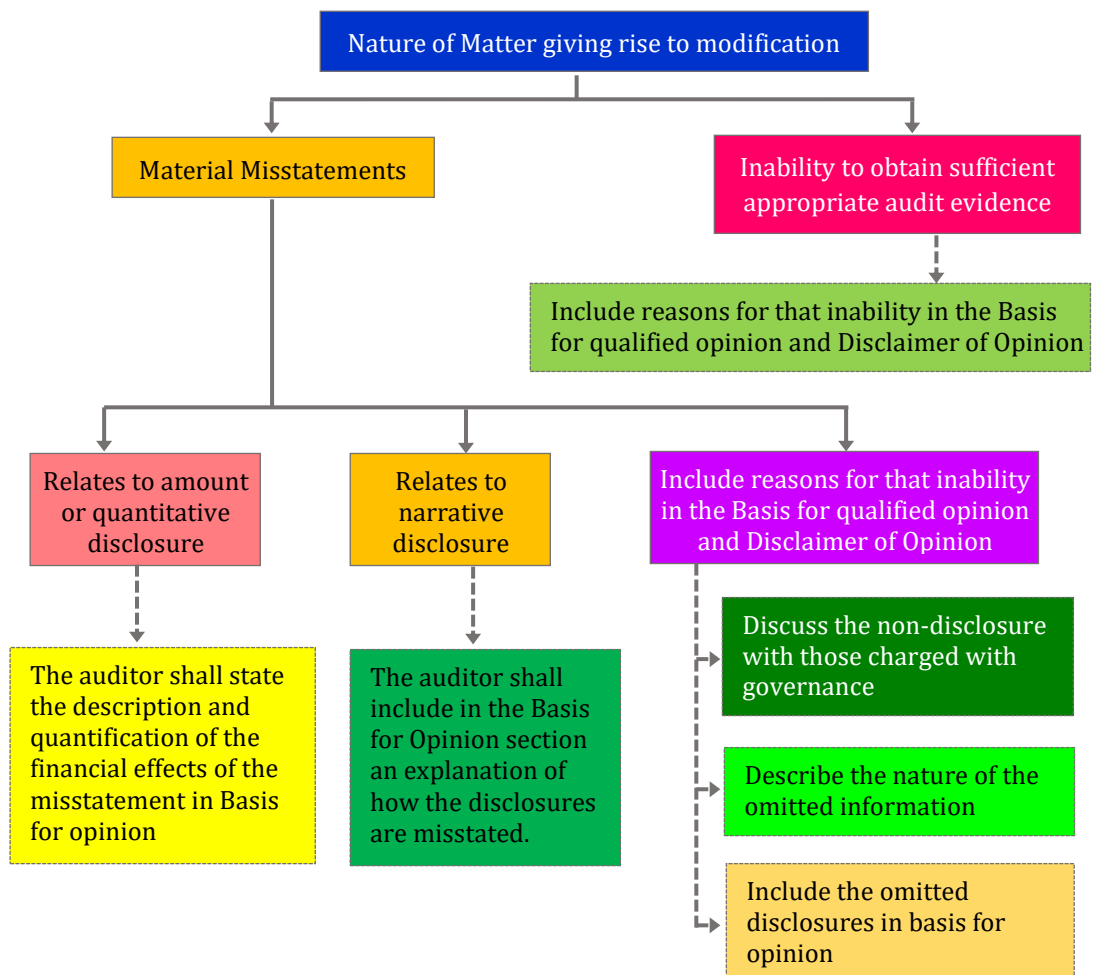 Nature of Matter giving rise to modification
Material Misstatements
Inability to obtain sufficient
appropriate audit evidence
Include reasons for that inability in the Basis
for qualified opinion and Disclaimer of Opinion
Relates to amount
or quantitative
disclosure
Relates to
narrative
disclosure
Include reasons for that inability
in the Basis for qualified opinion
and Disclaimer of Opinion
The auditor shall state
the description and
quantification of the
financial effects of the
misstatement in Basis
for opinion
The auditor shall
include in the Basis
for Opinion section
an explanation of
how the disclosures
are misstated.
Discuss the non-disclosure
with those charged with
governance
Describe the nature of the
omitted information
Include the omitted
disclosures in basis for
opinion